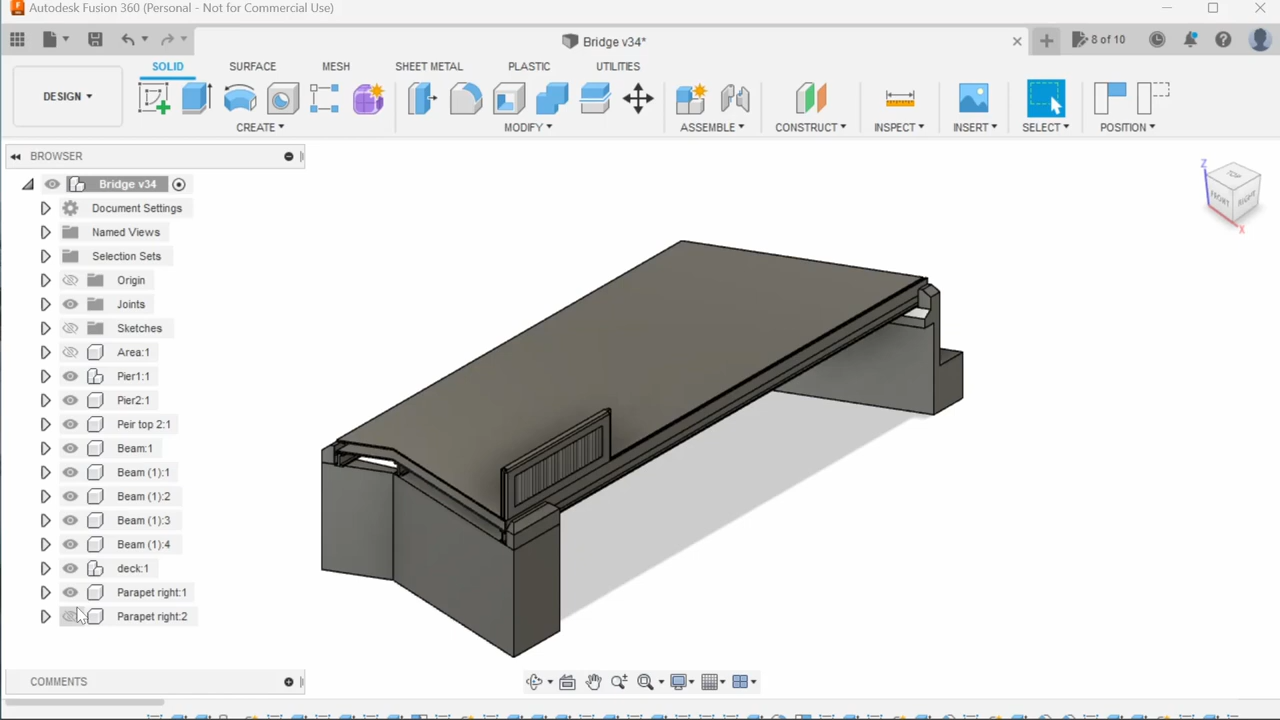 Autodesk Fusion 360 (Personal - Not for Commercial Use)
Bridge v34*
8 of 10
SOLID SURFACE MESH SHEET METAL PLASTIC UTILITIES
DESIGN
CREATE MODIFY ASSEMBLE CONSTRUCT INSPECT INSERT SELECT POSITION
BROWSER
Bridge v34
Document Settings
Named Views
Selection Sets
Origin
Joints
Sketches
Area:1
Pier1:1
Pier2:1
Peir top 2:1
Beam:1
Beam (1):1
Beam (1):2
Beam (1):3
Beam (1):4
deck:1
Parapet right:1
Parapet right:2
COMMENTS
Z
FRONT RIGHT
X